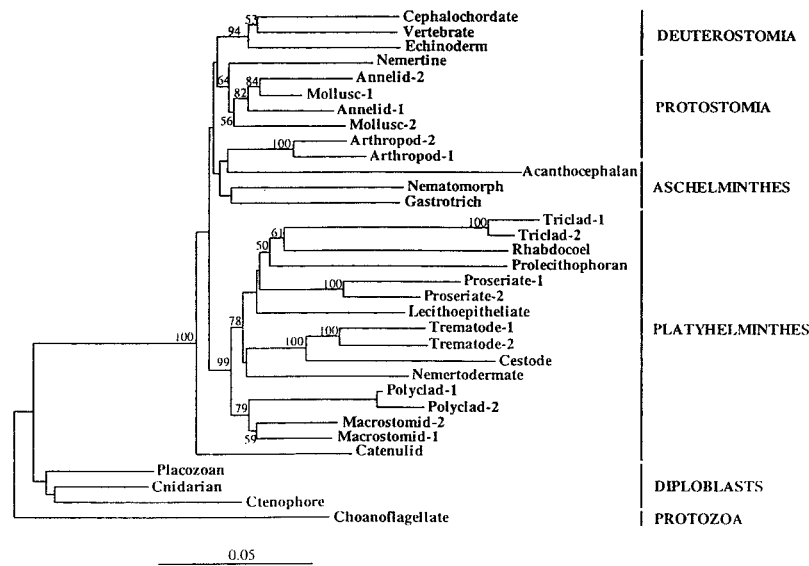 53
Cephalochordate
94
Vertebrate
Echinoderm
DEUTEROSTOMIA
Nemertine
64
84
Annelid-2
82
Mollusc-1
Annelid-1
56
Mollusc-2
PROTOSTOMIA
100
Arthropod-2
Arthropod-1
Acanthocephalan
Nematomorph
Gastrotrich
ASCHELMINTHES
100
Triclad-1
61
Triclad-2
50
Rhabdocoel
Prolecithophoran
100
Proseriate-1
Proseriate-2
Lecithoepitheliate
78
100
Trematode-1
100
Trematode-2
Cestode
99
Nemertodermate
PLATYHELMINTHES
Polyclad-1
79
Polyclad-2
Macrostomid-2
59
Macrostomid-1
100
Catenulid
Placozoan
Cnidarian
Ctenophore
DIPLOBLASTS
Choanoflagellate
PROTOZOA
0.05